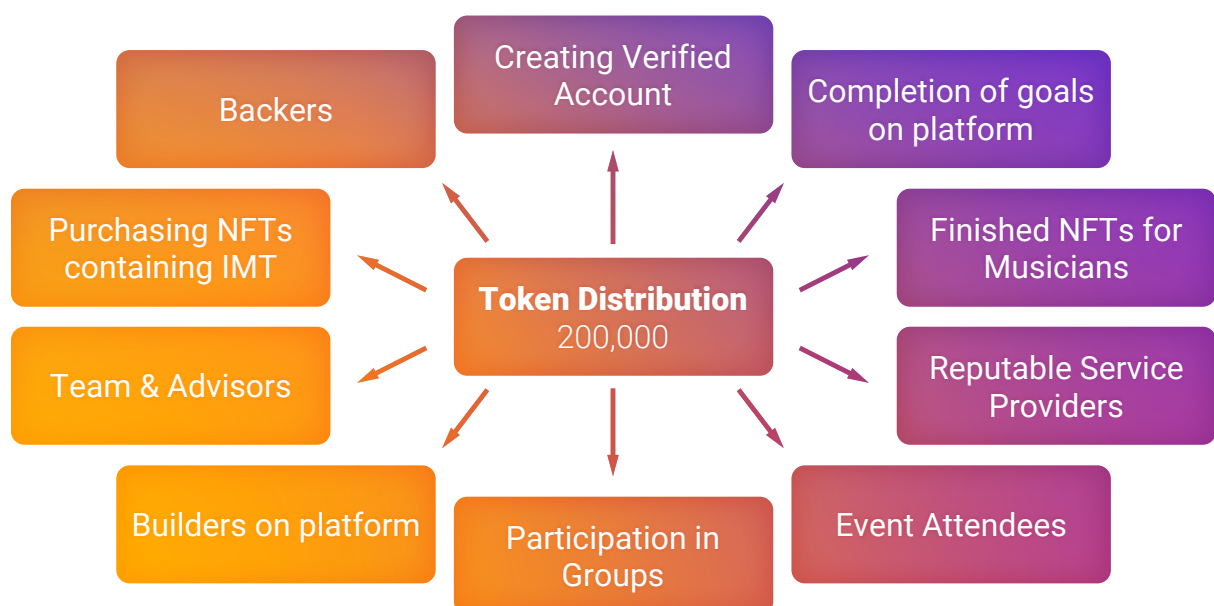 Creating Verified
Account
Backers
Completion of goals
on platform
Purchasing NFTs
containing IMT
Finished NFTs for
Musicians
Token Distribution
200,000
Team & Advisors
Reputable Service
Providers
Builders on platform
Participation in
Groups
Event Attendees